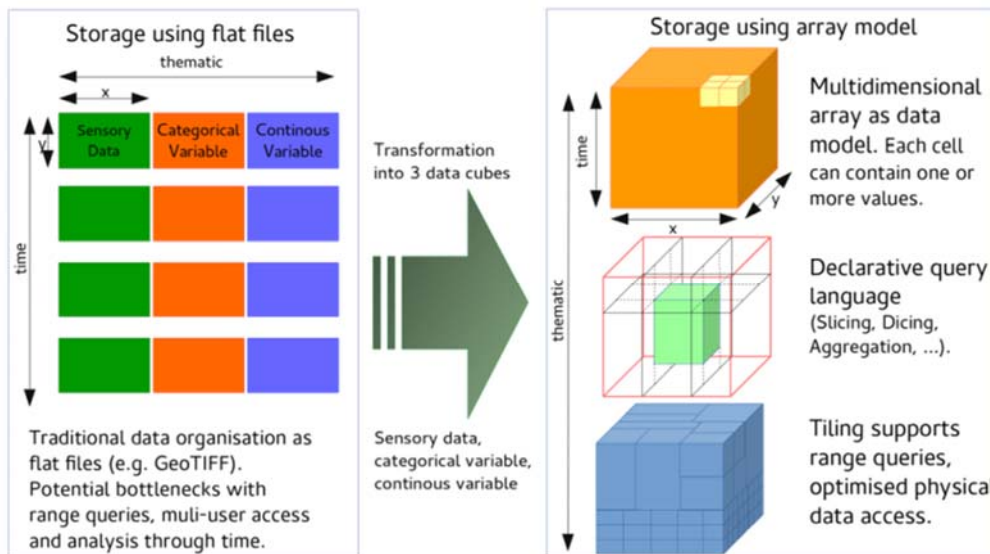 Storage using flat files
thematic
x
y
time
Sensory
Data
Categorical
Variable
Continous
Variable
Traditional data organisation as
flat files (e.g. GeoTIFF).
Potential bottlenecks with
range queries, muli-user access
and analysis through time.
Transformation
into 3 data cubes
Sensory data,
categorical variable,
continous variable
Storage using array model
thematic
time
x
y
Multidimensional
array as data
model. Each cell
can contain one or
more values.
Declarative query
language
(Slicing, Dicing,
Aggregation, ...).
Tiling supports
range queries,
optimised physical
data access.